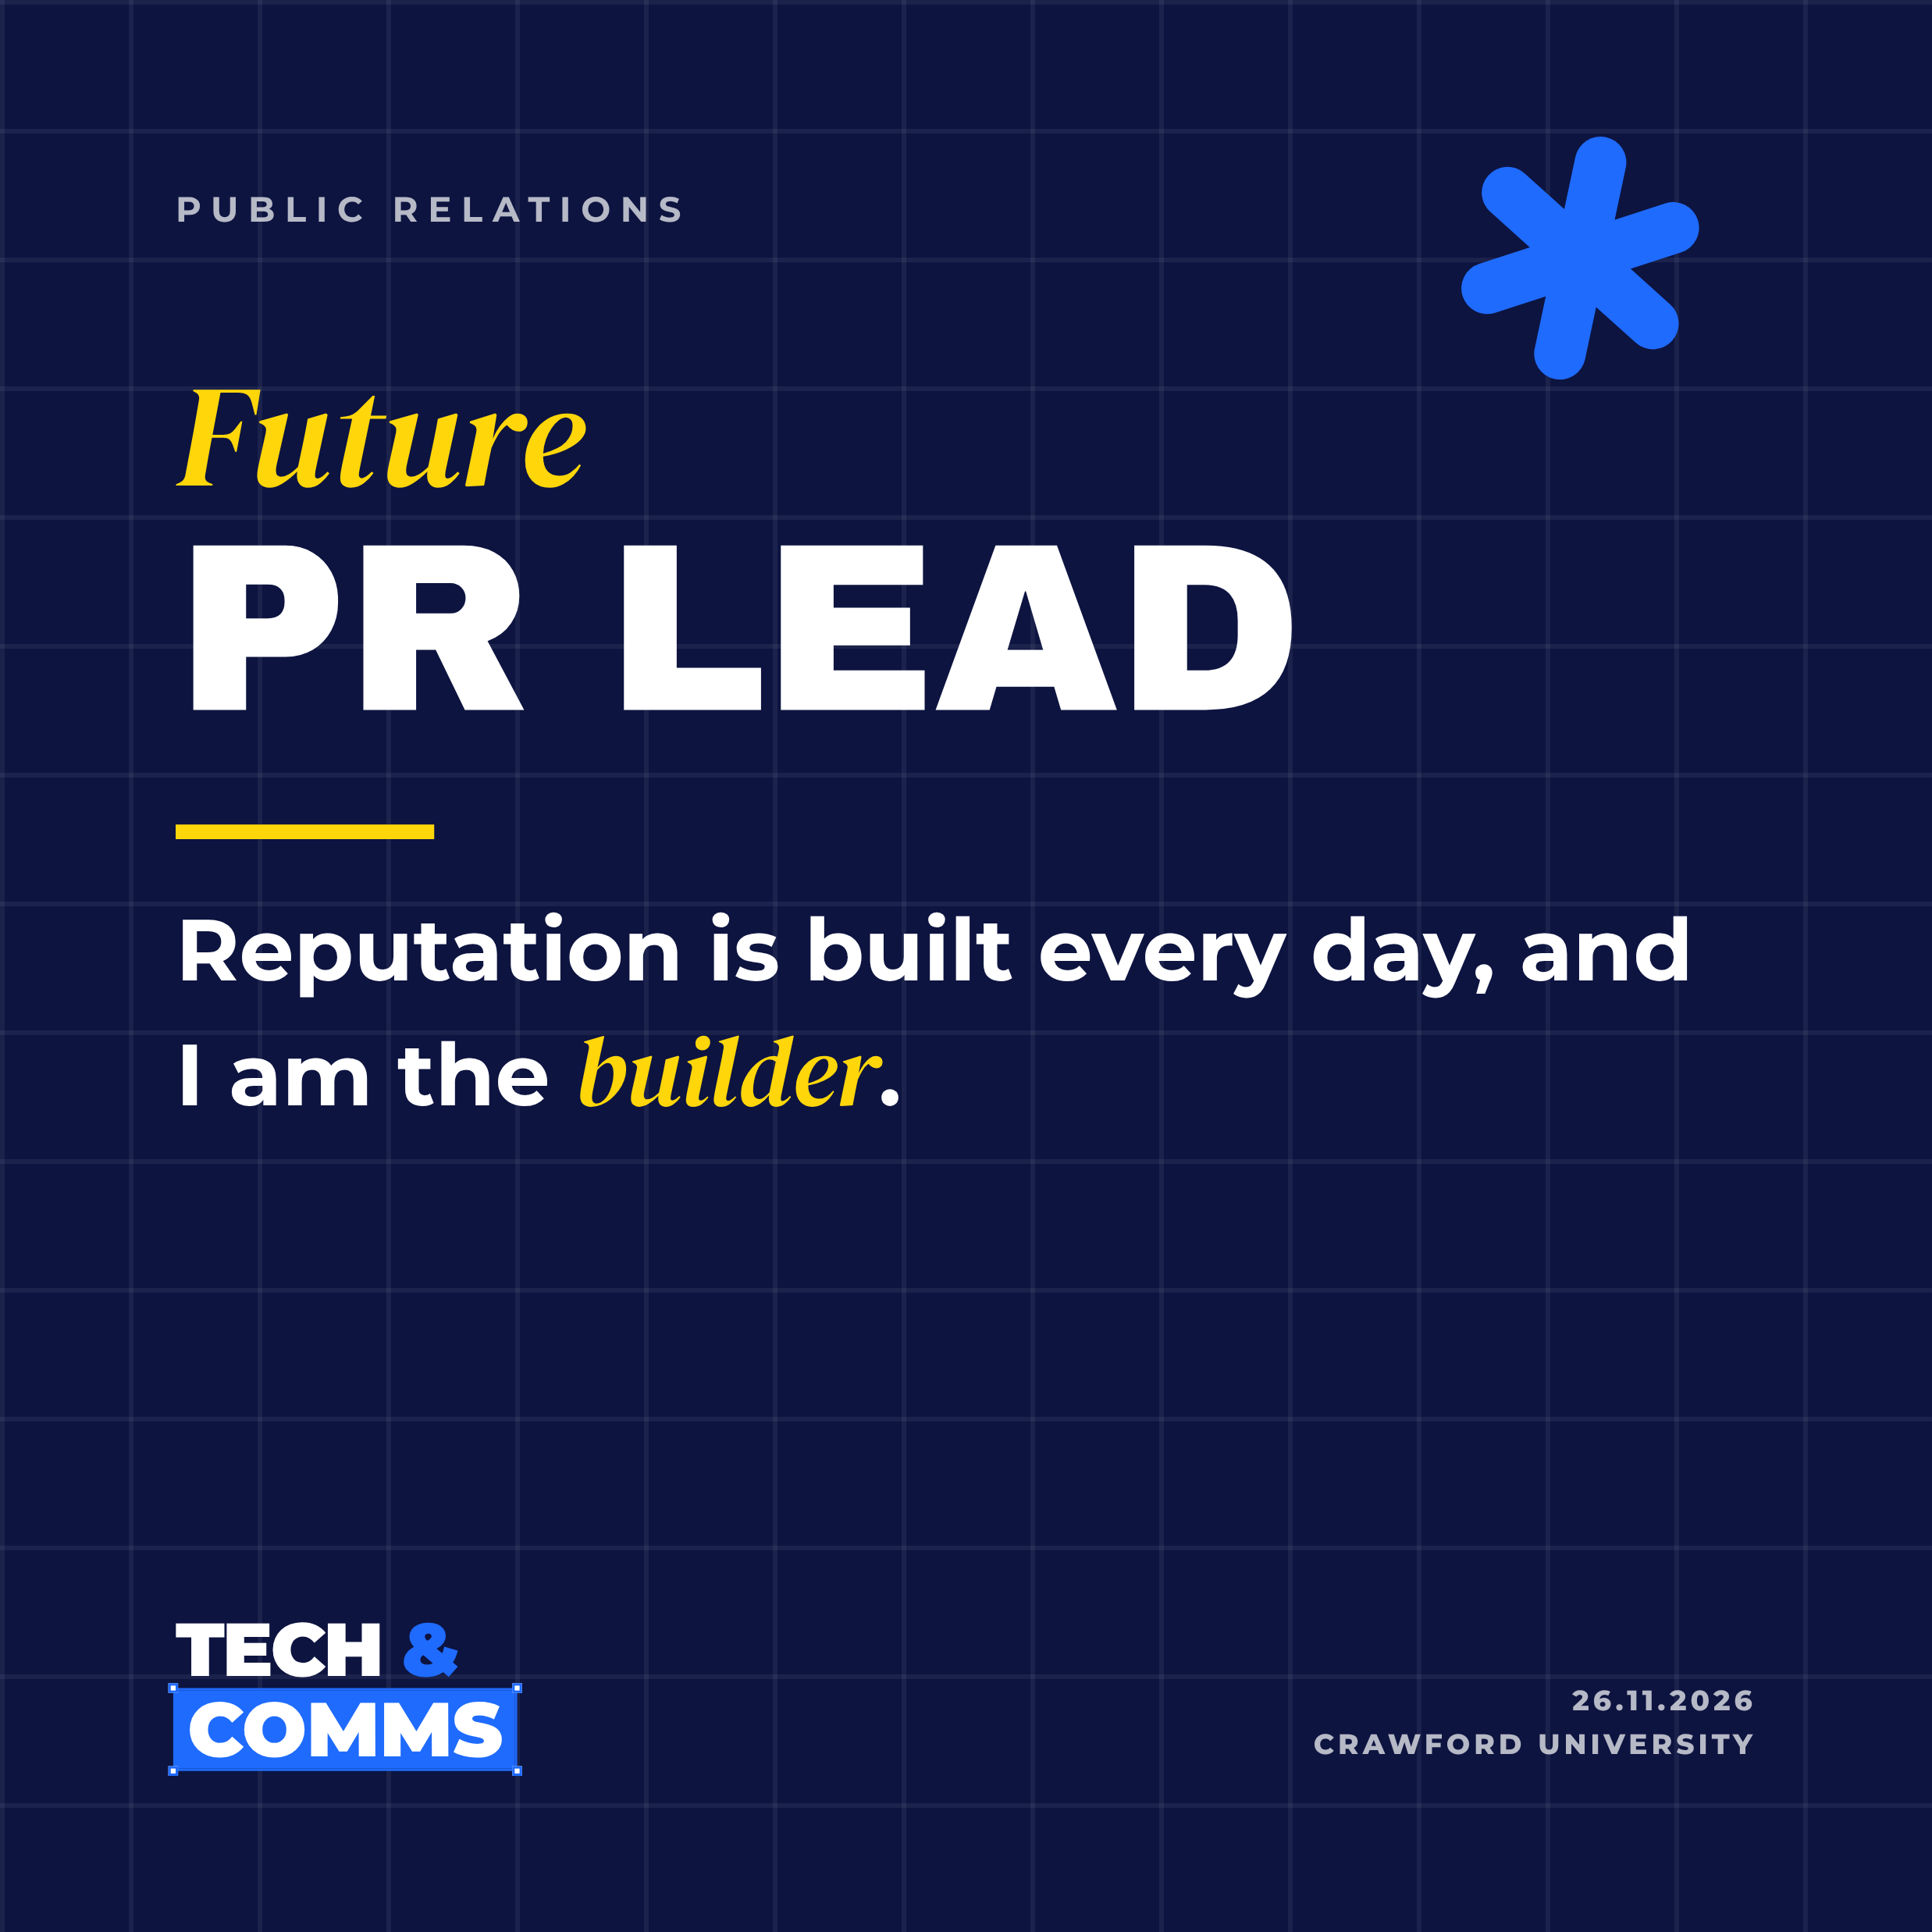 PUBLIC RELATIONS
Future
PR LEAD
Reputation is built every day, and
I am the builder.
TECH &
COMMS
26.11.2026
CRAWFORD UNIVERSITY